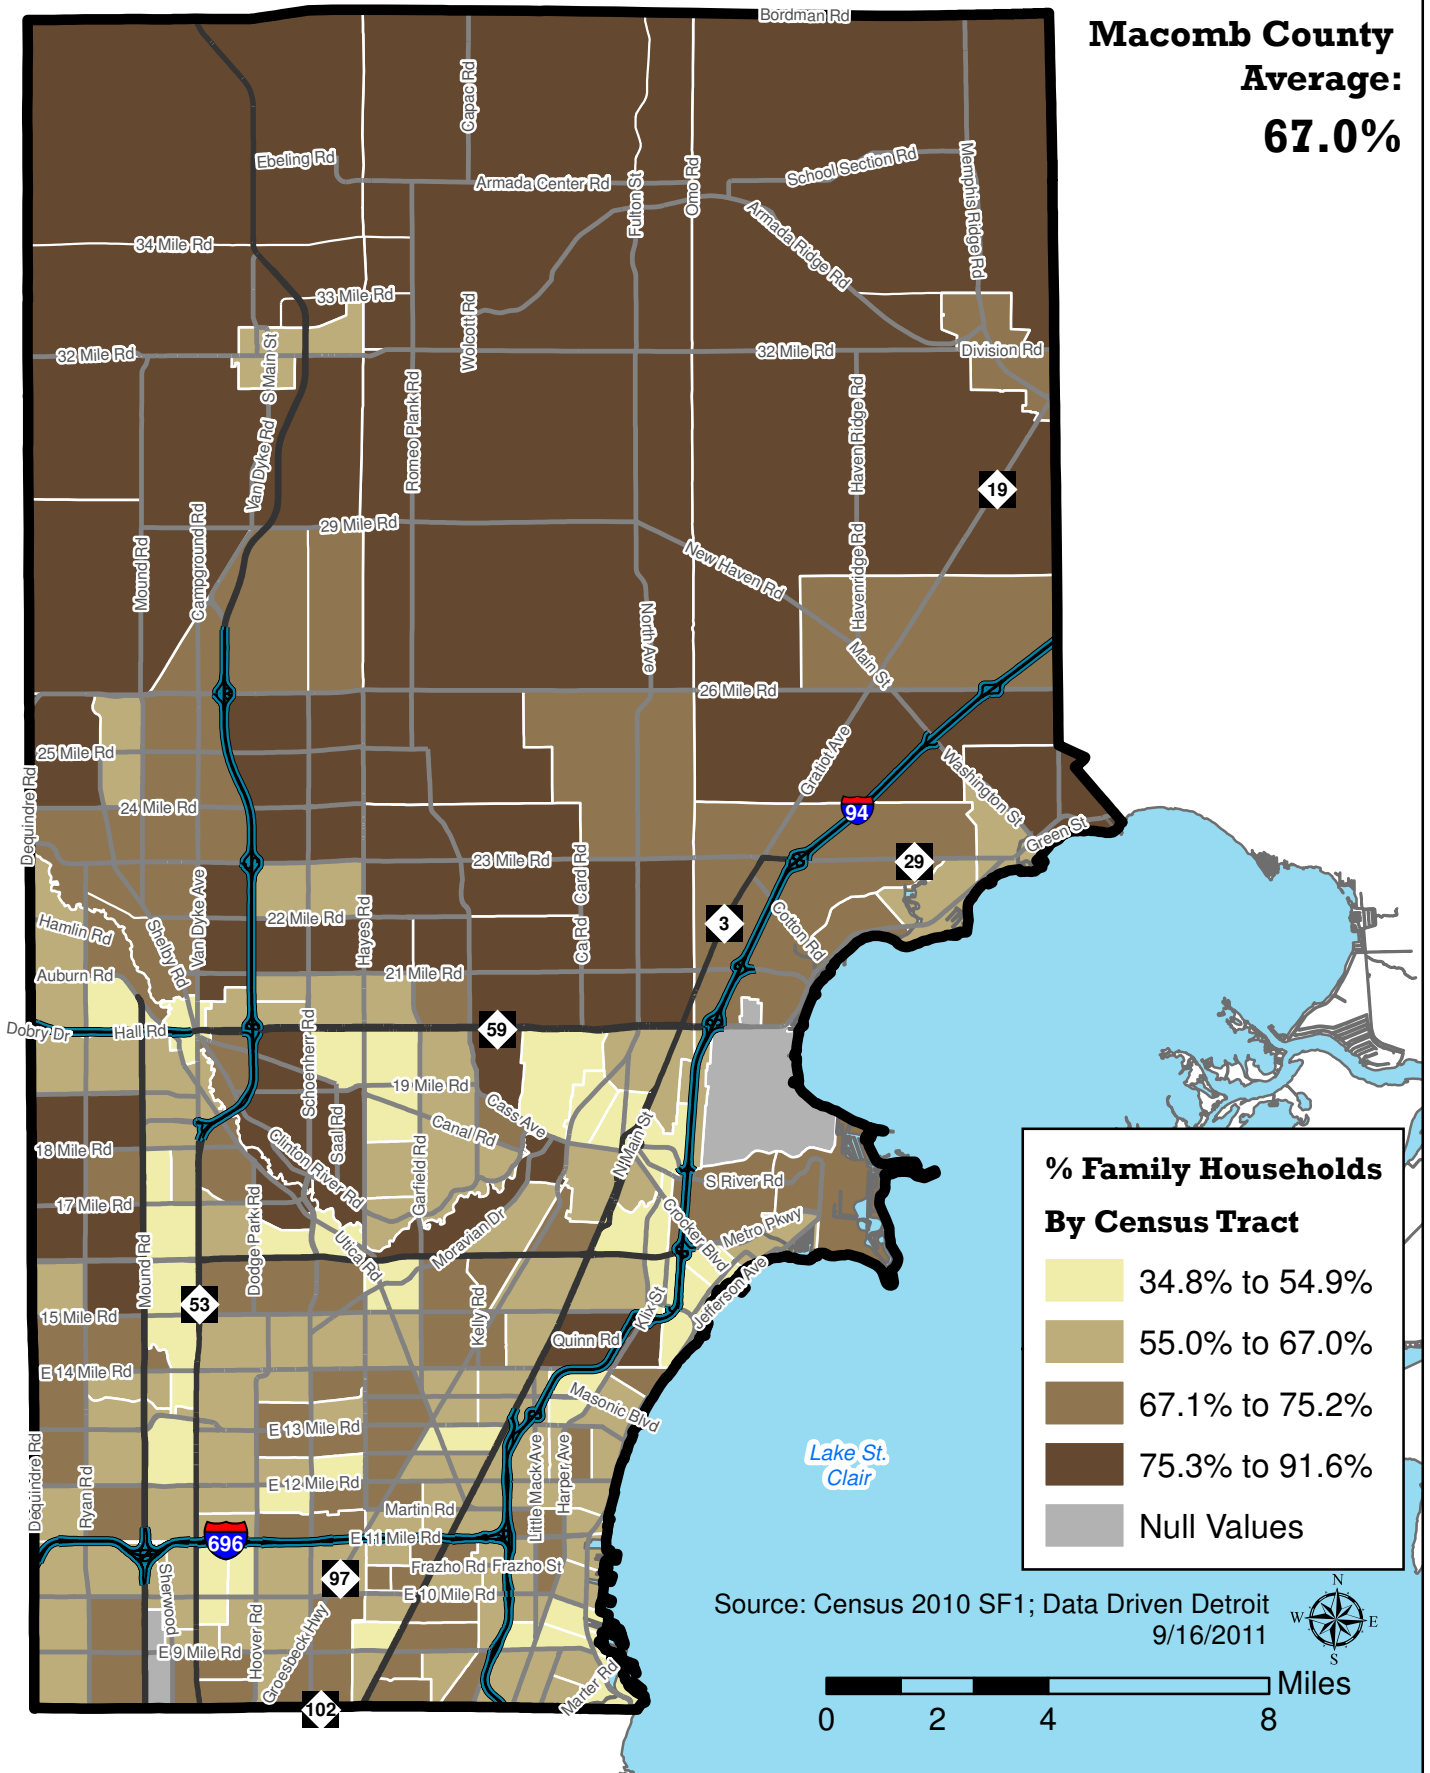 Bordman Rd
Macomb County
Average:
67.0%
Capac Rd
Ebeling Rd
Armada Center Rd
School Section Rd
Fulton St
Omo Rd
Memphis Ridge Rd
Armada Ridge Rd
34 Mile Rd
33 Mile Rd
Wolcott Rd
32 Mile Rd
S Main St
32 Mile Rd
Division Rd
Romeo Plank Rd
Haven Ridge Rd
Van Dyke Rd
19
Campground Rd
29 Mile Rd
Mound Rd
New Haven Rd
Havenridge Rd
North Ave
Main St
26 Mile Rd
25 Mile Rd
Gratiot Ave
Washington St
24 Mile Rd
94
Dequindre Rd
Green St
23 Mile Rd
Card Rd
29
Van Dyke Ave
22 Mile Rd
Hayes Rd
3
Cotton Rd
Hamlin Rd
Shelby Rd
Ca Rd
Auburn Rd
21 Mile Rd
Dobry Dr
Hall Rd
59
Schoenherr Rd
19 Mile Rd
Cass Ave
Canal Rd
Saal Rd
N Main St
18 Mile Rd
Clinton River Rd
Garfield Rd
S River Rd
17 Mile Rd
Dodge Park Rd
Crocker Blvd
Metro Pkwy
Moravian Dr
Utica Rd
Mound Rd
Jefferson Ave
53
15 Mile Rd
Kelly Rd
Klix St
Quinn Rd
E 14 Mile Rd
Masonic Blvd
E 13 Mile Rd
Dequindre Rd
Ryan Rd
E 12 Mile Rd
Little Mack Ave
Harper Ave
Martin Rd
696
E 11 Mile Rd
Frazho Rd
Frazho St
97
E 10 Mile Rd
Sherwood
Hoover Rd
Groesbeck Hwy
E 9 Mile Rd
Marter Rd
102
Lake St.
Clair
% Family Households
By Census Tract
34.8% to 54.9%
55.0% to 67.0%
67.1% to 75.2%
75.3% to 91.6%
Null Values
Source: Census 2010 SF1; Data Driven Detroit
9/16/2011
N
W
E
S
Miles
0 2 4 8